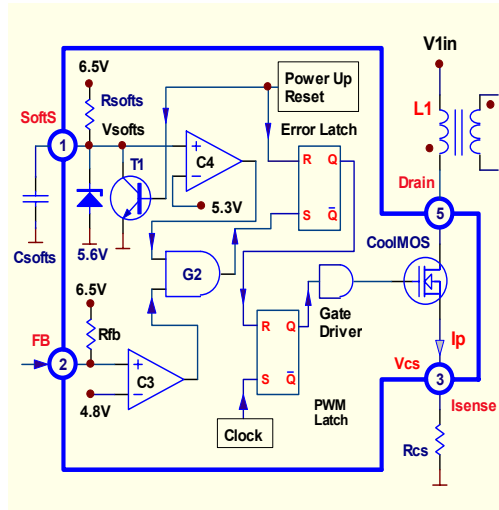 V1in
6.5V
Power Up
Reset
Rsofts
L1
SoftS
Vsofts
Error Latch
1
T1
C4
+
−
R
Q
Drain
5.3V
S
Q̅
5
CoolMOS
Csofts
5.6V
G2
6.5V
Gate
Driver
Rfb
R
Q
Ip
FB
Vcs
2
+
C3
S
Q̅
3
−
4.8V
PWM
Latch
Isense
Clock
Rcs